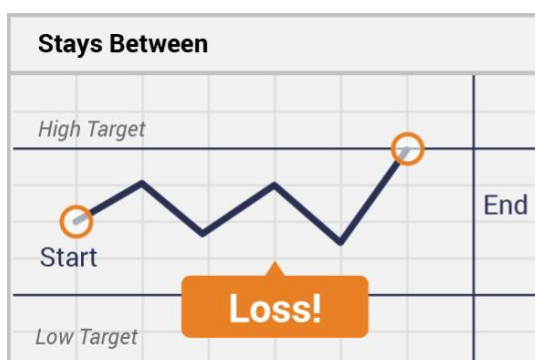 Stays Between
High Target
End
Start
Loss!
Low Target